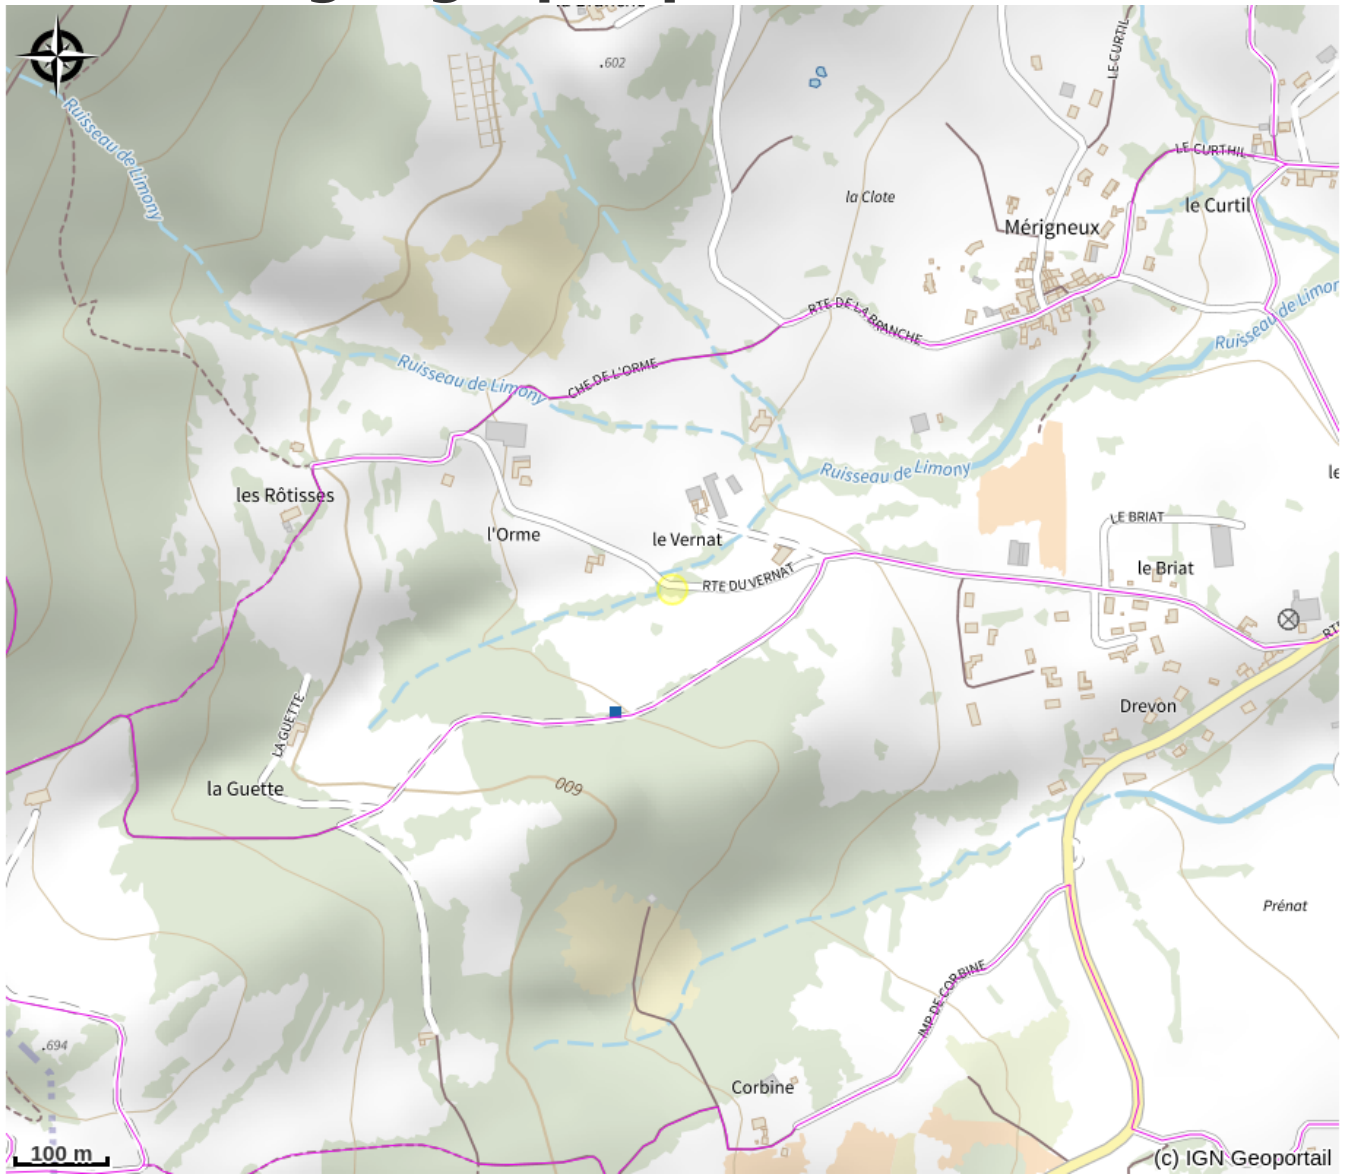 .602
LE CURTIL
Ruisseau de Limony
LE CURTHIL
la Clote
le Curtil
Mérigneux
RTE DE LA BRANCHE
Ruisseau de Limon
CHE DE L'ORME
Ruisseau de Limony
Ruisseau de Limony
les Rôtisses
LE BRIAT
l'Orme
le Vernat
le Briat
RTE DU VERNAT
RTE
LA GUETTE
Drevon
la Guette
600
Prénat
IMP DE CORBINE
.694
Corbine
100 m
(c) IGN Geoportail